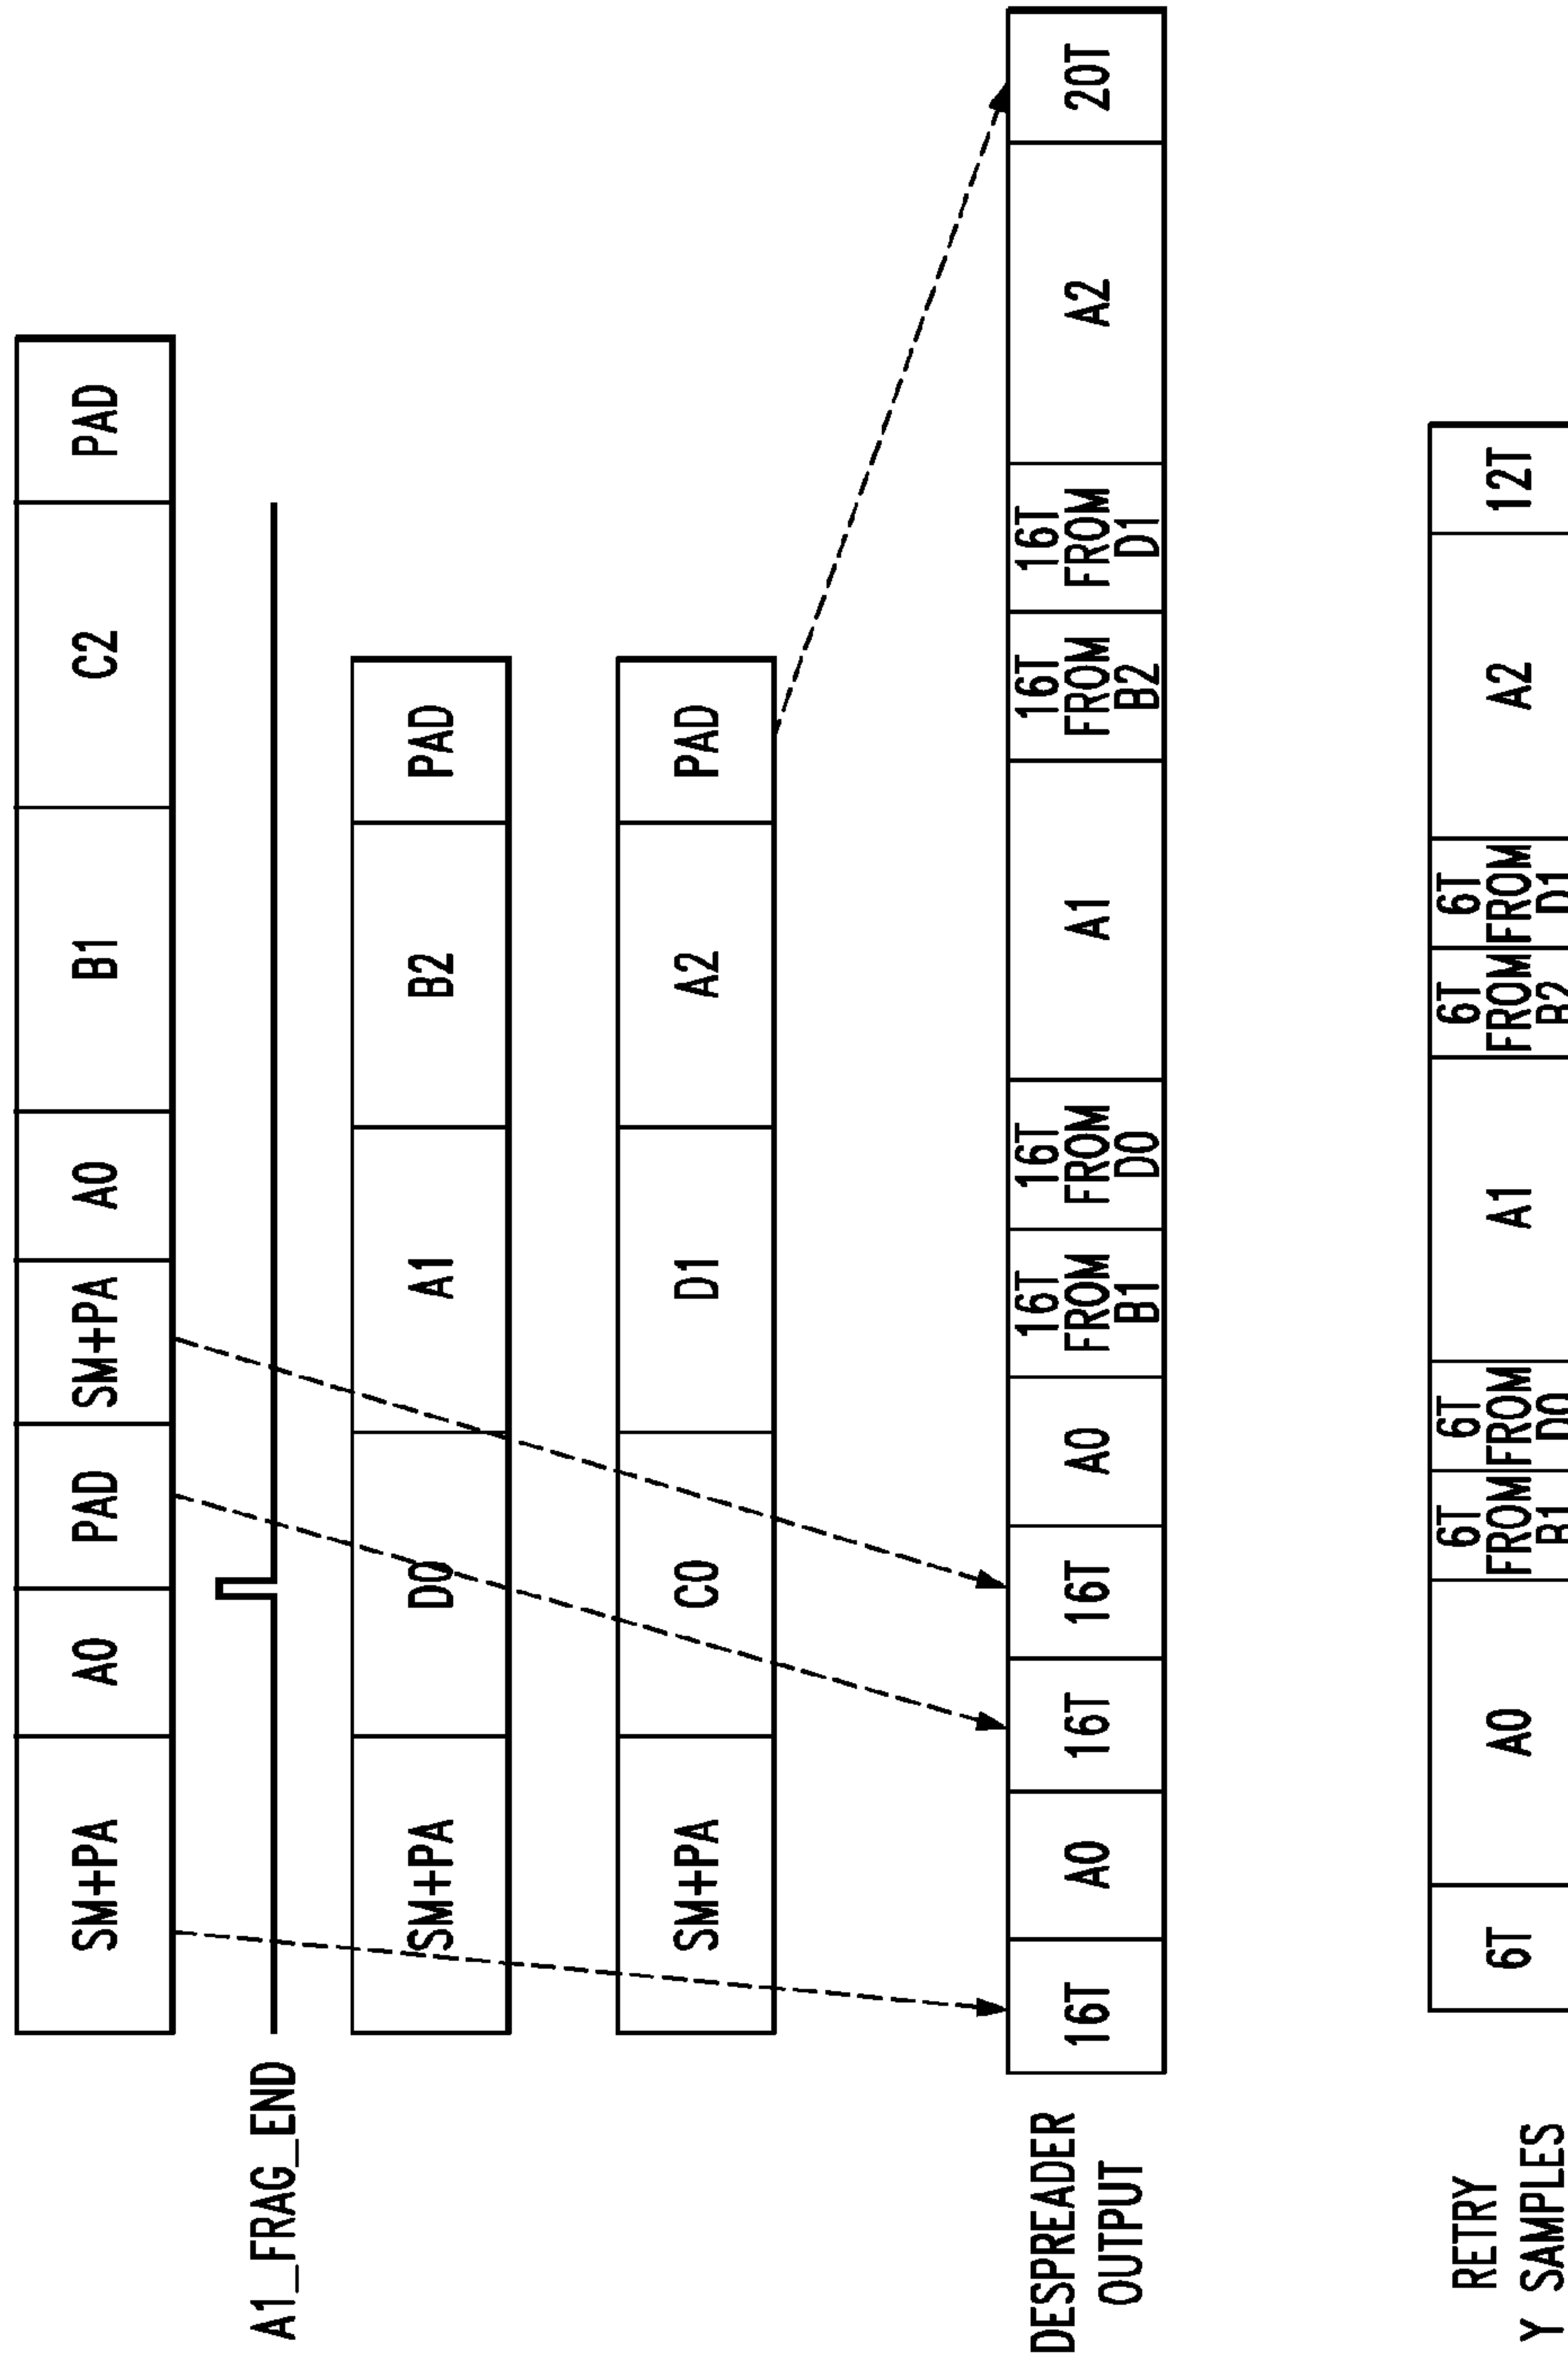 SM+PA
A0
PAD
SM+PA
A0
B1
C2
PAD
A1_FRAG_END
SM+PA
D0
A1
B2
PAD
SM+PA
C0
D1
A2
PAD
DESPREADER
OUTPUT
16T
A0
16T
16T
A0
16T
FROM
B1
16T
FROM
D0
A1
16T
FROM
B2
16T
FROM
D1
A2
20T
RETRY
Y SAMPLES
6T
A0
6T
FROM
B1
6T
FROM
D0
A1
6T
FROM
B2
6T
FROM
D1
A2
12T